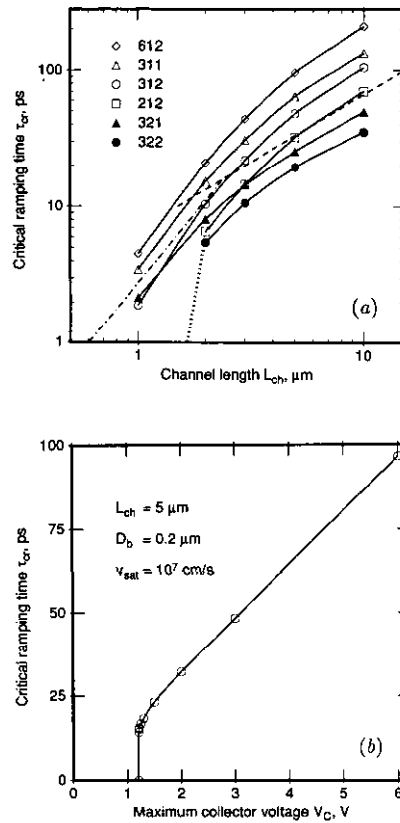 Critical ramping time τcr, ps
100
10
1
612
311
312
212
321
322
(a)
1
10
Channel length Lch, μm
Critical ramping time τcr, ps
100
75
50
25
0
Lch = 5 μm
Db = 0.2 μm
vsat = 10⁷ cm/s
(b)
0 1 2 3 4 5 6
Maximum collector voltage VC, V